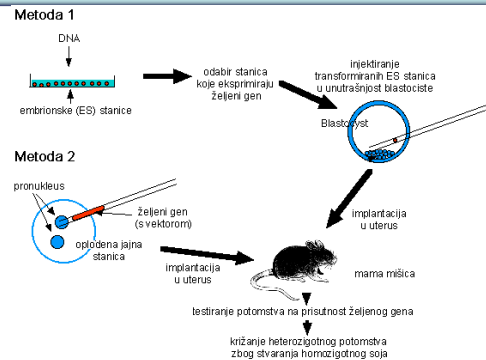 Metoda 1
DNA
embrionske (ES) stanice
odabir stanica
koje eksprimiraju
željeni gen
injektiranje
transformiranih ES stanica
u unutrašnjost blastociste
Blastocyst
implantacija
u uterus
Metoda 2
pronukleus
željeni gen
(s vektorom)
oplođena jajna
stanica
implantacija
u uterus
mama mišica
testiranje potomstva na prisutnost željenog gena
križanje heterozigotnog potomstva
zbog stvaranja homozigotnog soja